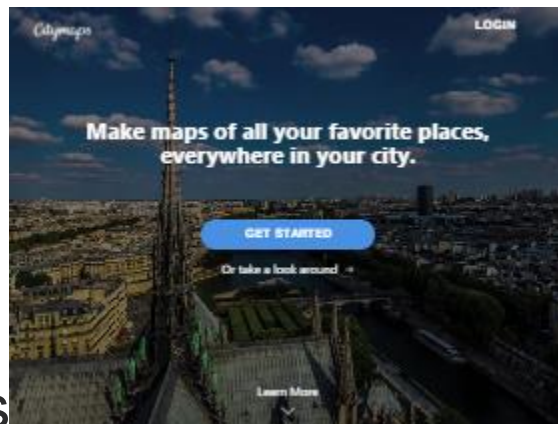 Citymaps
LOGIN
Make maps of all your favorite places,
everywhere in your city.
GET STARTED
Or take a look around →
Learn More
s